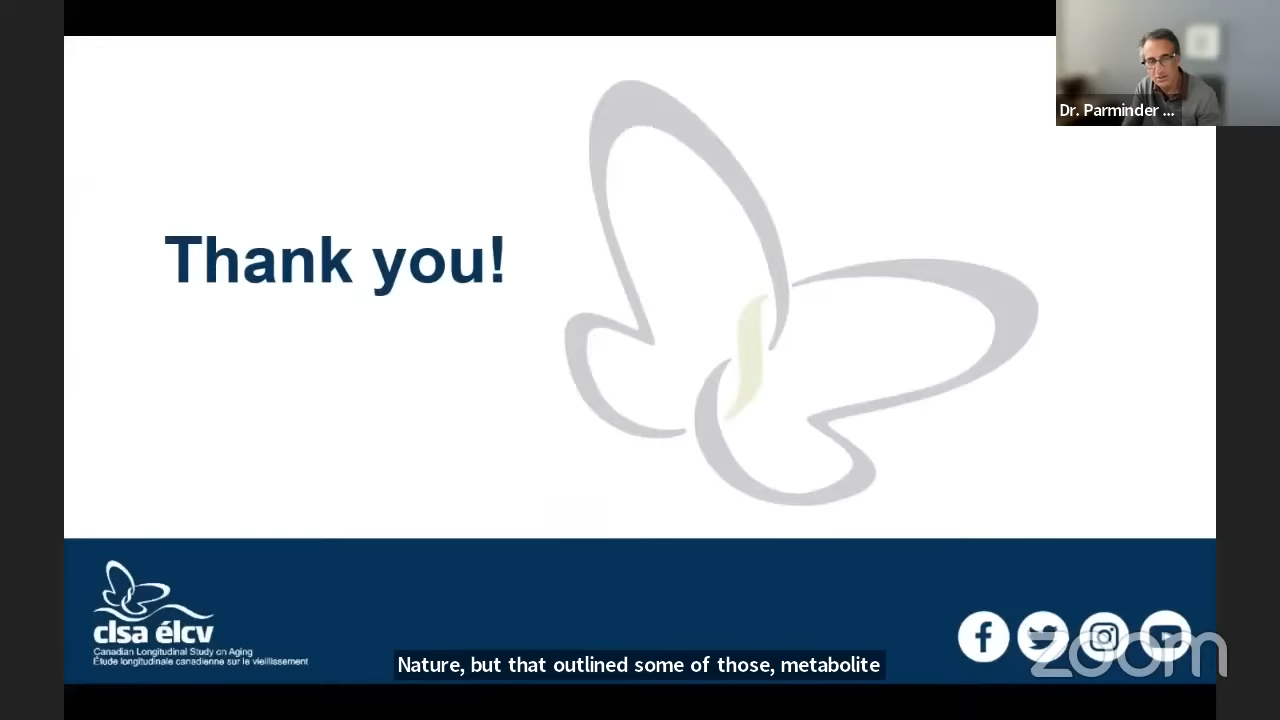 Dr. Parminder ...
Thank you!
clsa élcv
Canadian Longitudinal Study on Aging
Étude longitudinale canadienne sur le vieillissement
Nature, but that outlined some of those, metabolite
zoom